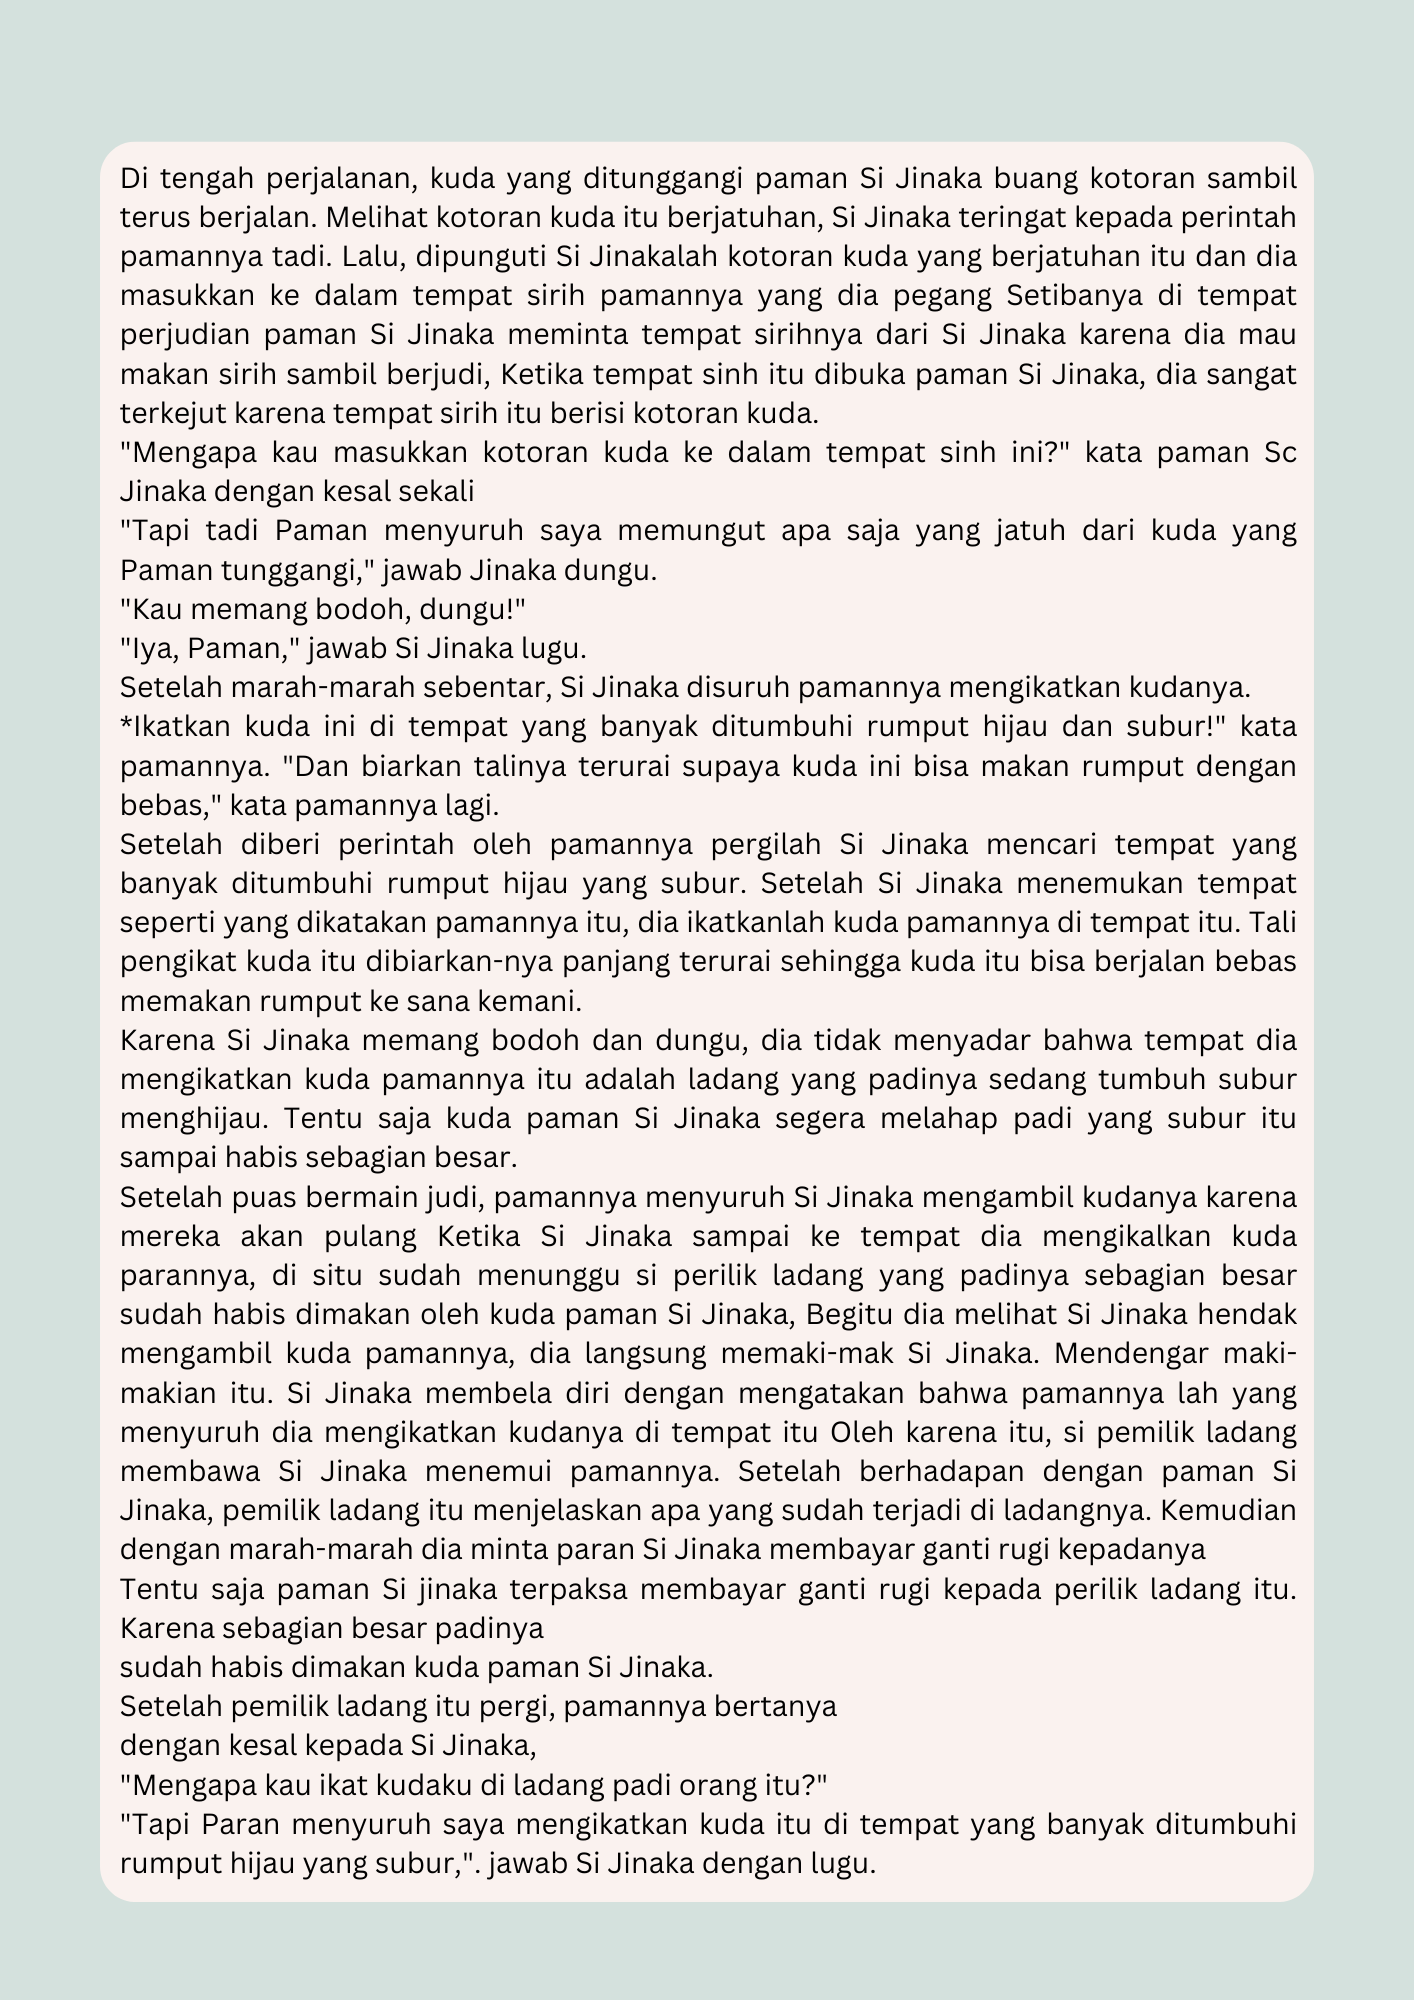 Di tengah perjalanan, kuda yang ditunggangi paman Si Jinaka buang kotoran sambil
terus berjalan. Melihat kotoran kuda itu berjatuhan, Si Jinaka teringat kepada perintah
pamannya tadi. Lalu, dipunguti Si Jinakalah kotoran kuda yang berjatuhan itu dan dia
masukkan ke dalam tempat sirih pamannya yang dia pegang Setibanya di tempat
perjudian paman Si Jinaka meminta tempat sirihnya dari Si Jinaka karena dia mau
makan sirih sambil berjudi, Ketika tempat sinh itu dibuka paman Si Jinaka, dia sangat
terkejut karena tempat sirih itu berisi kotoran kuda.
"Mengapa kau masukkan kotoran kuda ke dalam tempat sinh ini?" kata paman Sc
Jinaka dengan kesal sekali
"Tapi tadi Paman menyuruh saya memungut apa saja yang jatuh dari kuda yang
Paman tunggangi," jawab Jinaka dungu.
"Kau memang bodoh, dungu!"
"Iya, Paman," jawab Si Jinaka lugu.
Setelah marah-marah sebentar, Si Jinaka disuruh pamannya mengikatkan kudanya.
*Ikatkan kuda ini di tempat yang banyak ditumbuhi rumput hijau dan subur!" kata
pamannya. "Dan biarkan talinya terurai supaya kuda ini bisa makan rumput dengan
bebas," kata pamannya lagi.
Setelah diberi perintah oleh pamannya pergilah Si Jinaka mencari tempat yang
banyak ditumbuhi rumput hijau yang subur. Setelah Si Jinaka menemukan tempat
seperti yang dikatakan pamannya itu, dia ikatkanlah kuda pamannya di tempat itu. Tali
pengikat kuda itu dibiarkan-nya panjang terurai sehingga kuda itu bisa berjalan bebas
memakan rumput ke sana kemani.
Karena Si Jinaka memang bodoh dan dungu, dia tidak menyadar bahwa tempat dia
mengikatkan kuda pamannya itu adalah ladang yang padinya sedang tumbuh subur
menghijau. Tentu saja kuda paman Si Jinaka segera melahap padi yang subur itu
sampai habis sebagian besar.
Setelah puas bermain judi, pamannya menyuruh Si Jinaka mengambil kudanya karena
mereka akan pulang Ketika Si Jinaka sampai ke tempat dia mengikalkan kuda
parannya, di situ sudah menunggu si perilik ladang yang padinya sebagian besar
sudah habis dimakan oleh kuda paman Si Jinaka, Begitu dia melihat Si Jinaka hendak
mengambil kuda pamannya, dia langsung memaki-mak Si Jinaka. Mendengar maki-
makian itu. Si Jinaka membela diri dengan mengatakan bahwa pamannya lah yang
menyuruh dia mengikatkan kudanya di tempat itu Oleh karena itu, si pemilik ladang
membawa Si Jinaka menemui pamannya. Setelah berhadapan dengan paman Si
Jinaka, pemilik ladang itu menjelaskan apa yang sudah terjadi di ladangnya. Kemudian
dengan marah-marah dia minta paran Si Jinaka membayar ganti rugi kepadanya
Tentu saja paman Si jinaka terpaksa membayar ganti rugi kepada perilik ladang itu.
Karena sebagian besar padinya
sudah habis dimakan kuda paman Si Jinaka.
Setelah pemilik ladang itu pergi, pamannya bertanya
dengan kesal kepada Si Jinaka,
"Mengapa kau ikat kudaku di ladang padi orang itu?"
"Tapi Paran menyuruh saya mengikatkan kuda itu di tempat yang banyak ditumbuhi
rumput hijau yang subur,". jawab Si Jinaka dengan lugu.